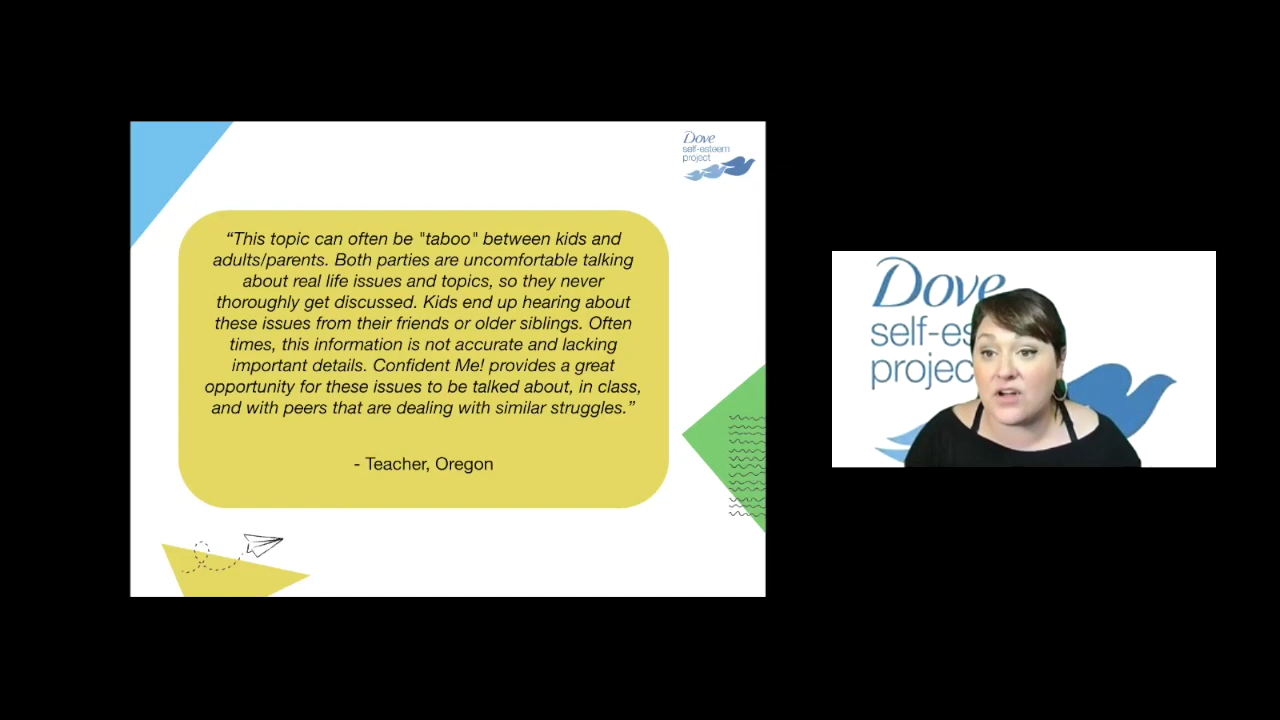 Dove
self-esteem
project
“This topic can often be "taboo" between kids and
adults/parents. Both parties are uncomfortable talking
about real life issues and topics, so they never
thoroughly get discussed. Kids end up hearing about
these issues from their friends or older siblings. Often
times, this information is not accurate and lacking
important details. Confident Me! provides a great
opportunity for these issues to be talked about, in class,
and with peers that are dealing with similar struggles.”
- Teacher, Oregon
Dove
self-es
projec